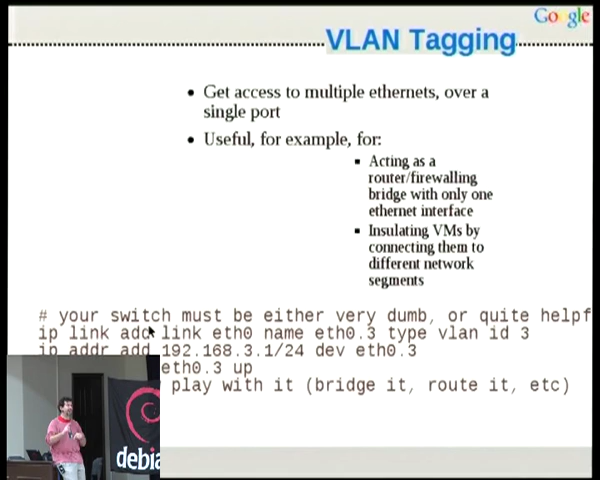 Google
VLAN Tagging
Get access to multiple ethernets, over a
single port
Useful, for example, for:
Acting as a
router/firewalling
bridge with only one
ethernet interface
Insulating VMs by
connecting them to
different network
segments
# your switch must be either very dumb, or quite helpf
ip link add link eth0 name eth0.3 type vlan id 3
ip addr add 192.168.3.1/24 dev eth0.3
eth0.3 up
play with it (bridge it, route it, etc)
debia